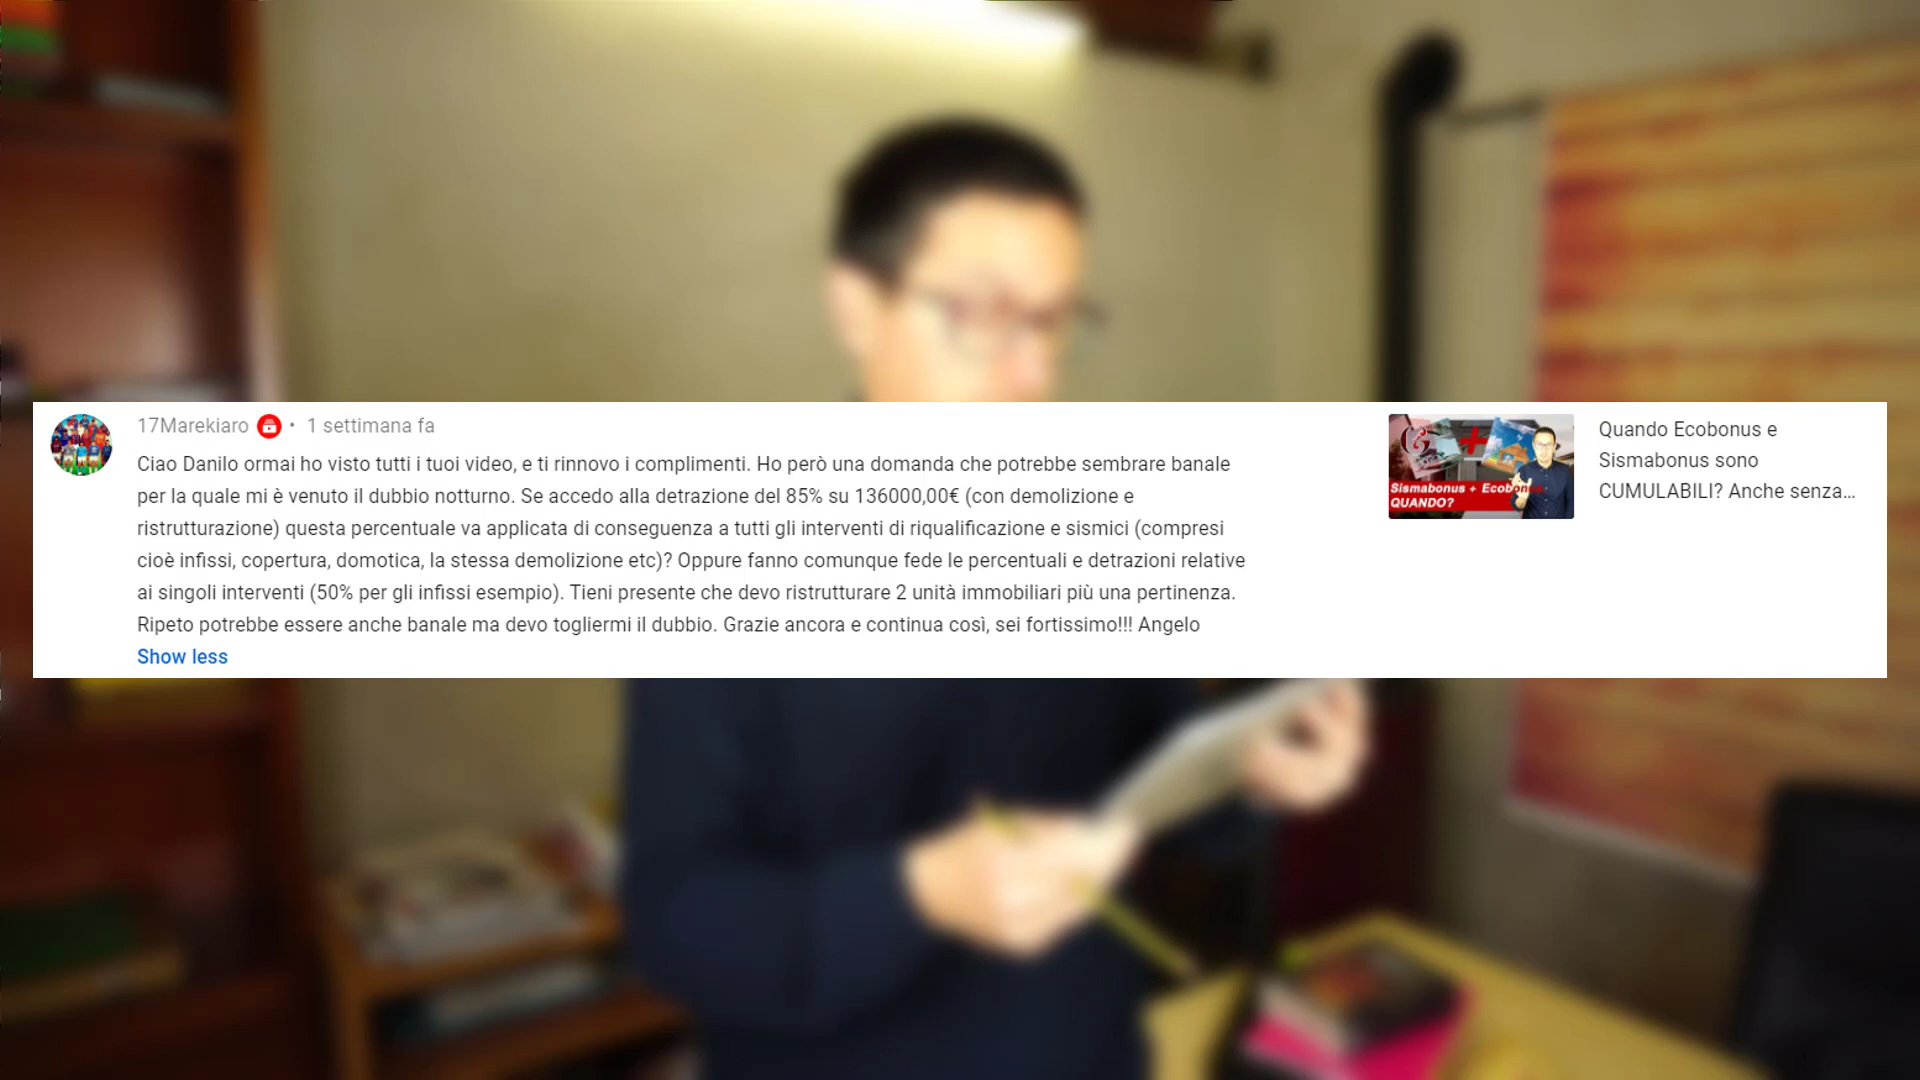 17Marekiaro • 1 settimana fa
Ciao Danilo ormai ho visto tutti i tuoi video, e ti rinnovo i complimenti. Ho però una domanda che potrebbe sembrare banale
per la quale mi è venuto il dubbio notturno. Se accedo alla detrazione del 85% su 136000,00€ (con demolizione e
ristrutturazione) questa percentuale va applicata di conseguenza a tutti gli interventi di riqualificazione e sismici (compresi
cioè infissi, copertura, domotica, la stessa demolizione etc)? Oppure fanno comunque fede le percentuali e detrazioni relative
ai singoli interventi (50% per gli infissi esempio). Tieni presente che devo ristrutturare 2 unità immobiliari più una pertinenza.
Ripeto potrebbe essere anche banale ma devo togliermi il dubbio. Grazie ancora e continua così, sei fortissimo!!! Angelo
Show less
Sismabonus + Ecobonus
QUANDO?
Quando Ecobonus e
Sismabonus sono
CUMULABILI? Anche senza...